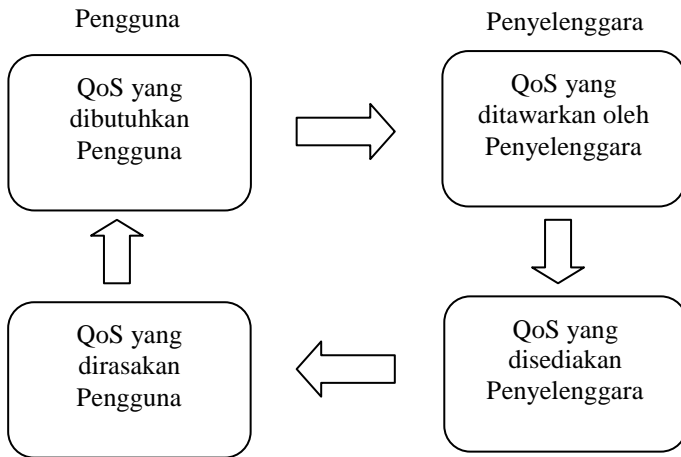 Pengguna
Penyelenggara
QoS yang
dibutuhkan
Pengguna
QoS yang
ditawarkan oleh
Penyelenggara
QoS yang
dirasakan
Pengguna
QoS yang
disediakan
Penyelenggara